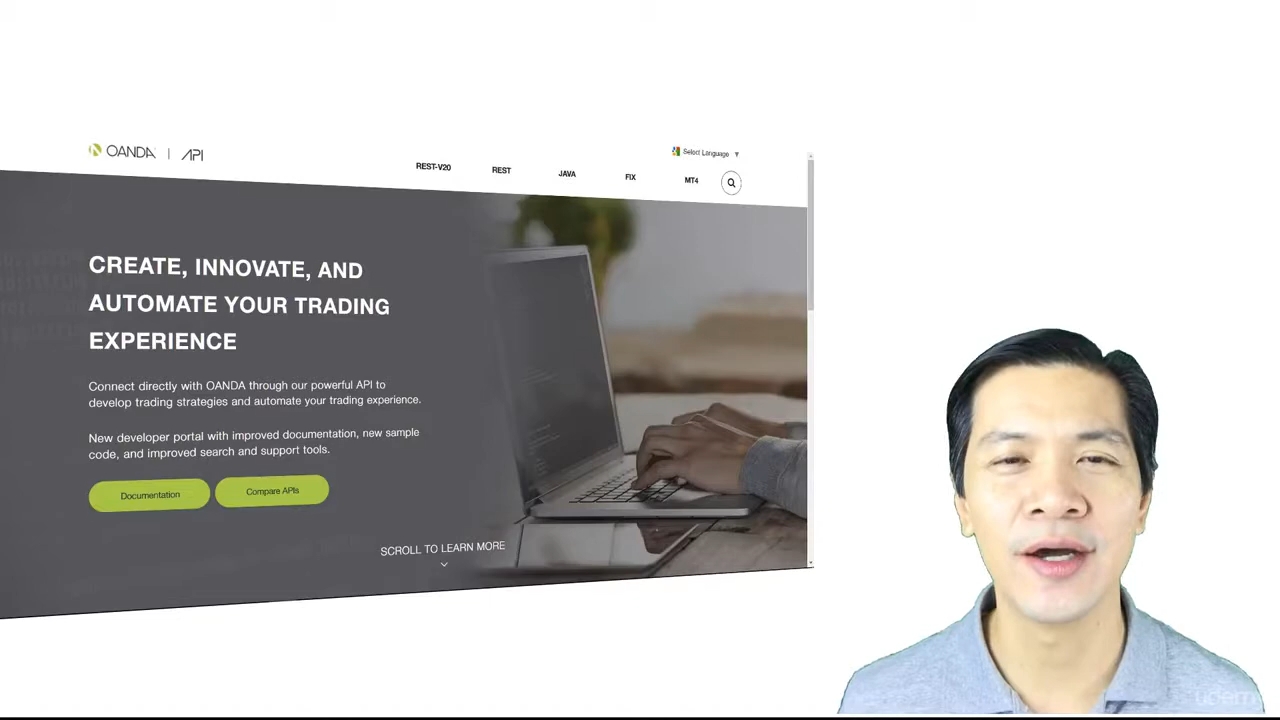 OANDA | API
Select Language ▼
REST-V20 REST JAVA FIX MT4
CREATE, INNOVATE, AND
AUTOMATE YOUR TRADING
EXPERIENCE
Connect directly with OANDA through our powerful API to
develop trading strategies and automate your trading experience.
New developer portal with improved documentation, new sample
code, and improved search and support tools.
Documentation Compare APIs
SCROLL TO LEARN MORE
udemy